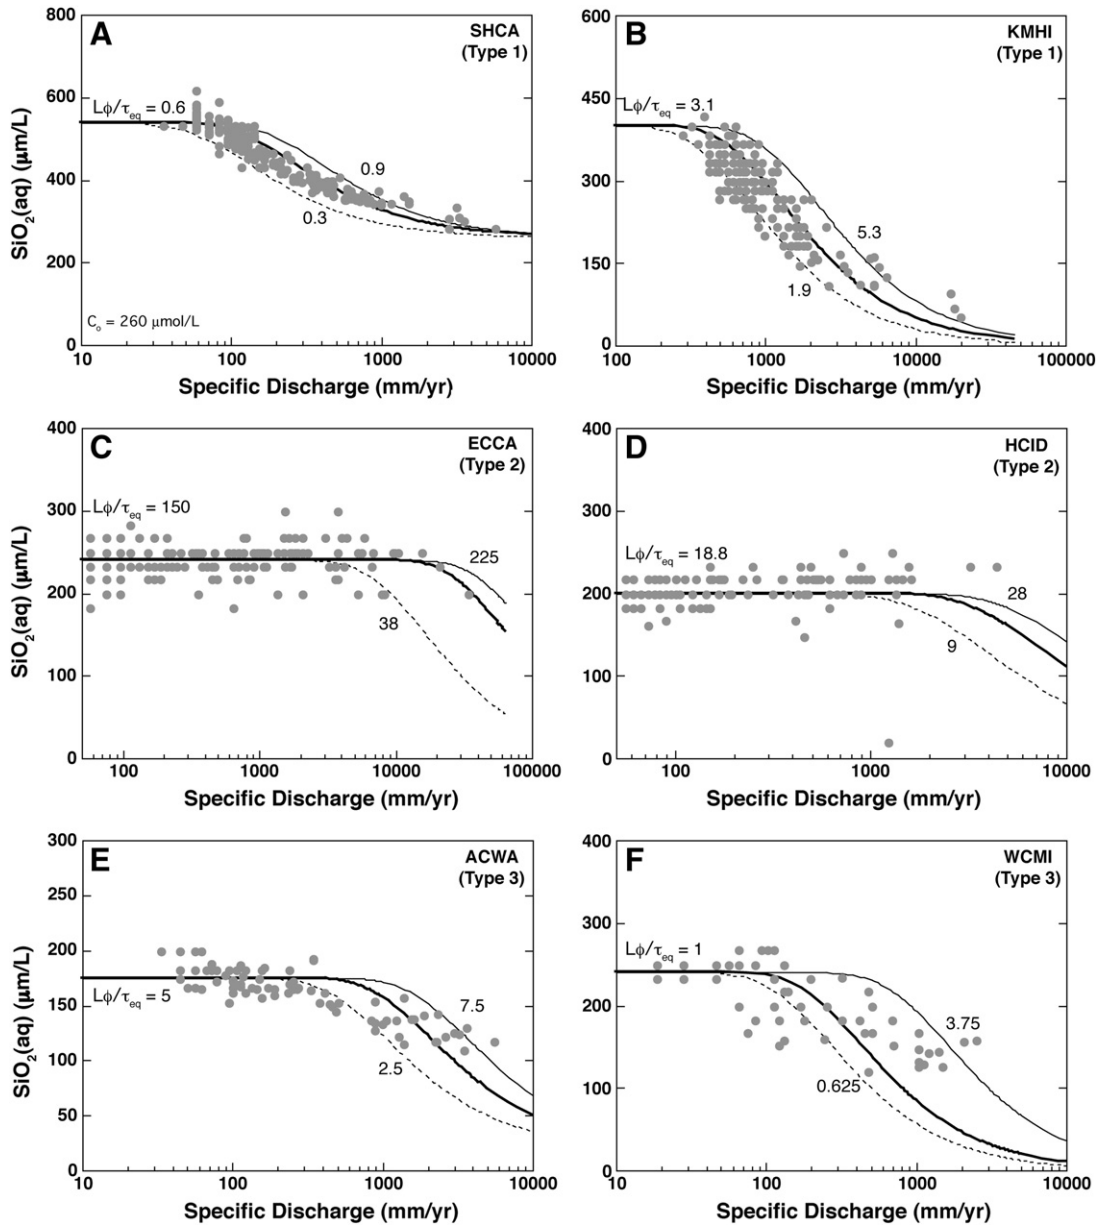 A
SHCA
(Type 1)
800
600
400
200
0
SiO₂(aq) (µm/L)
Lϕ/τeq = 0.6
0.9
0.3
Cₒ = 260 µmol/L
10 100 1000 10000
Specific Discharge (mm/yr)
B
KMHI
(Type 1)
600
450
300
150
0
Lϕ/τeq = 3.1
5.3
1.9
100 1000 10000 100000
Specific Discharge (mm/yr)
C
ECCA
(Type 2)
400
300
200
100
0
SiO₂(aq) (µm/L)
Lϕ/τeq = 150
225
38
100 1000 10000 100000
Specific Discharge (mm/yr)
D
HCID
(Type 2)
400
300
200
100
0
Lϕ/τeq = 18.8
28
9
100 1000 10000
Specific Discharge (mm/yr)
E
ACWA
(Type 3)
300
250
200
150
100
50
0
SiO₂(aq) (µm/L)
Lϕ/τeq = 5
7.5
2.5
10 100 1000 10000
Specific Discharge (mm/yr)
F
WCMI
(Type 3)
400
300
200
100
0
Lϕ/τeq = 1
3.75
0.625
10 100 1000 10000
Specific Discharge (mm/yr)